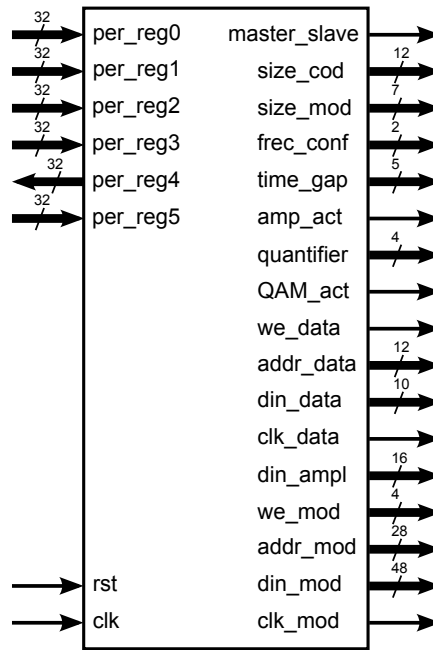 32 per_reg0 master_slave
32 per_reg1 size_cod 12
32 per_reg2 size_mod 7
32 per_reg3 frec_conf 2
32 per_reg4 time_gap 5
32 per_reg5 amp_act
quantifier 4
QAM_act
we_data
addr_data 12
din_data 10
clk_data
din_ampl 16
we_mod 4
addr_mod 28
rst din_mod 48
clk clk_mod